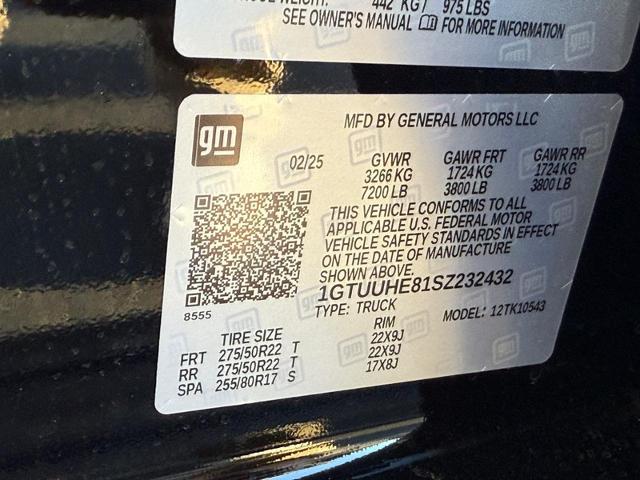 WEIGHT: 442 KG / 975 LBS
SEE OWNER'S MANUAL FOR MORE INFORMATION
gm
MFD BY GENERAL MOTORS LLC
02/25 GVWR GAWR FRT GAWR RR
3266 KG 1724 KG 1724 KG
7200 LB 3800 LB 3800 LB
THIS VEHICLE CONFORMS TO ALL
APPLICABLE U.S. FEDERAL MOTOR
VEHICLE SAFETY STANDARDS IN EFFECT
ON THE DATE OF MANUFACTURE
SHOWN ABOVE.
1GTUUHE81SZ232432
TYPE: TRUCK MODEL: 12TK10543
8555
TIRE SIZE RIM
FRT 275/50R22 T 22X9J
RR 275/50R22 T 22X9J
SPA 255/80R17 S 17X8J